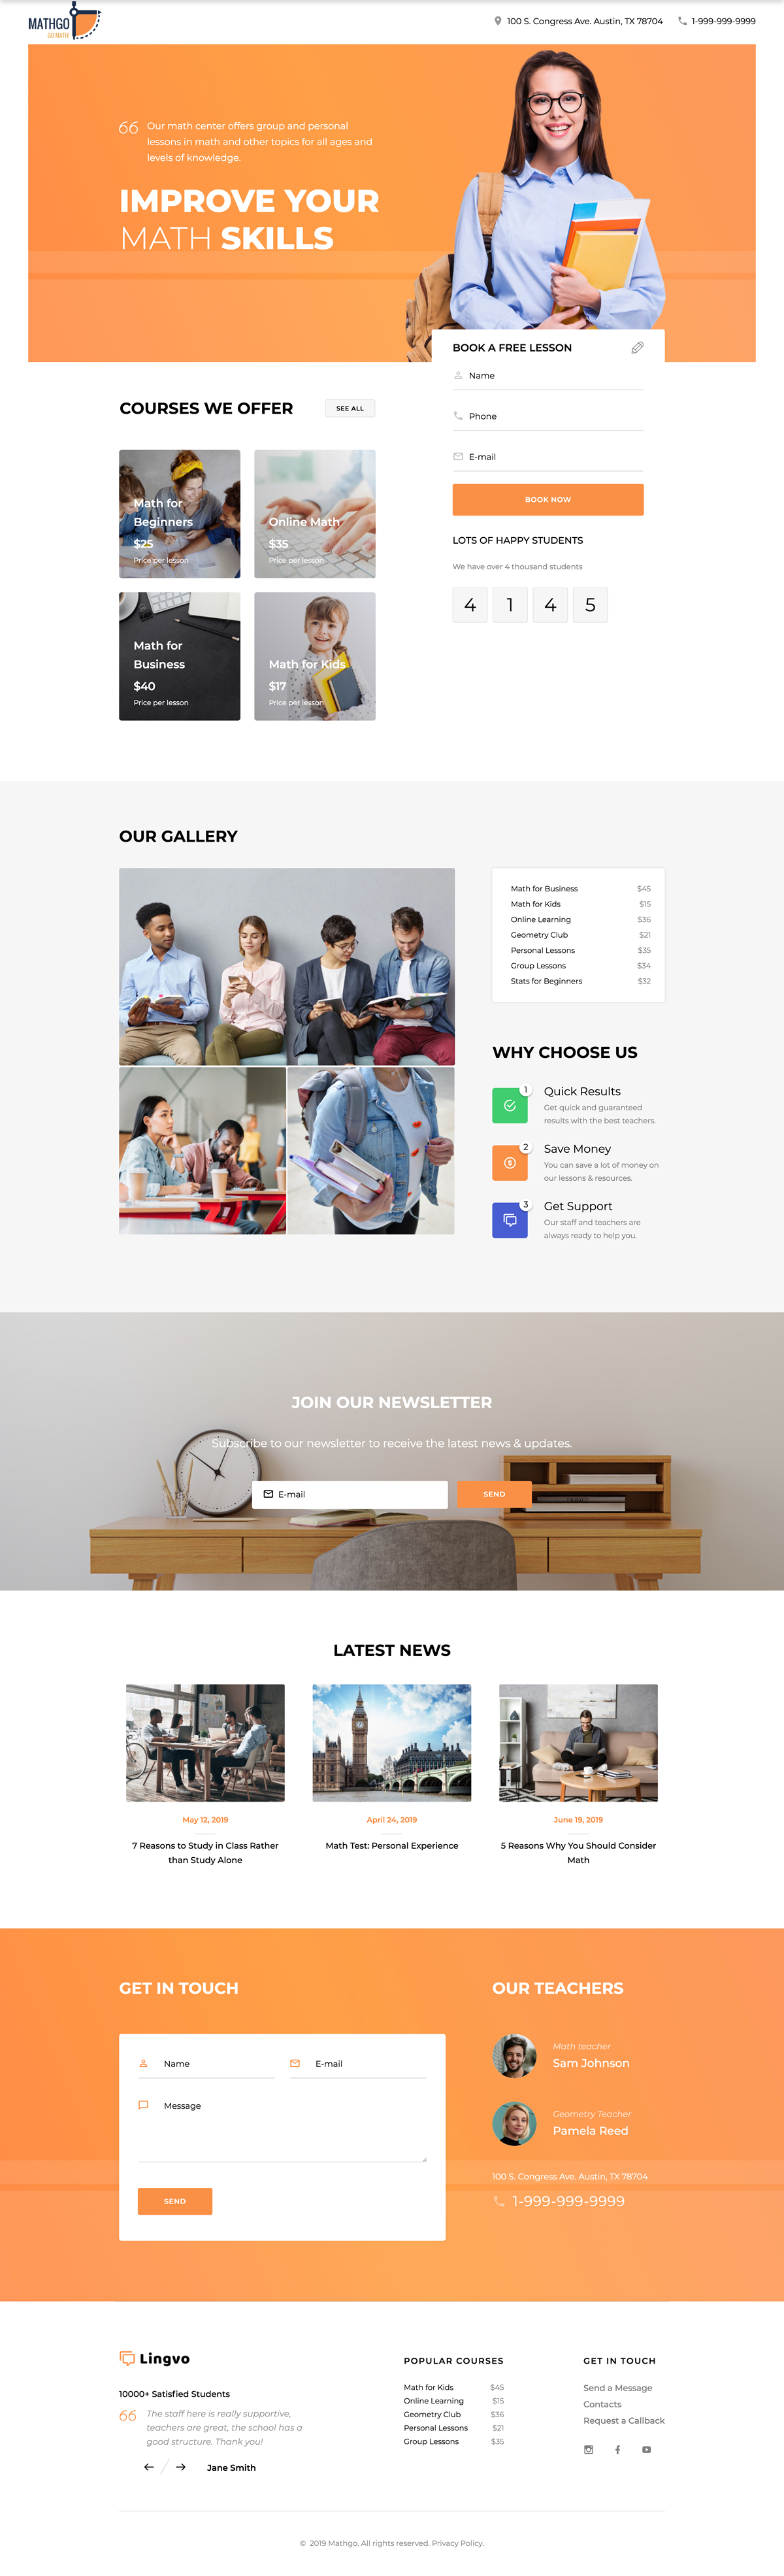 MATHGO
GO MATH!
100 S. Congress Ave. Austin, TX 78704
1-999-999-9999
Our math center offers group and personal
lessons in math and other topics for all ages and
levels of knowledge.
IMPROVE YOUR
MATH SKILLS
BOOK A FREE LESSON
Name
Phone
E-mail
BOOK NOW
LOTS OF HAPPY STUDENTS
We have over 4 thousand students
4 1 4 5
COURSES WE OFFER
SEE ALL
Math for
Beginners
$25
Price per lesson
Online Math
$35
Price per lesson
Math for
Business
$40
Price per lesson
Math for Kids
$17
Price per lesson
OUR GALLERY
Math for Business $45
Math for Kids $15
Online Learning $36
Geometry Club $21
Personal Lessons $35
Group Lessons $34
Stats for Beginners $32
WHY CHOOSE US
1
Quick Results
Get quick and guaranteed
results with the best teachers.
2
Save Money
You can save a lot of money on
our lessons & resources.
3
Get Support
Our staff and teachers are
always ready to help you.
JOIN OUR NEWSLETTER
Subscribe to our newsletter to receive the latest news & updates.
E-mail
SEND
LATEST NEWS
May 12, 2019
7 Reasons to Study in Class Rather
than Study Alone
April 24, 2019
Math Test: Personal Experience
June 19, 2019
5 Reasons Why You Should Consider
Math
GET IN TOUCH
Name
E-mail
Message
SEND
OUR TEACHERS
Math teacher
Sam Johnson
Geometry Teacher
Pamela Reed
100 S. Congress Ave. Austin, TX 78704
1-999-999-9999
Lingvo
10000+ Satisfied Students
The staff here is really supportive,
teachers are great, the school has a
good structure. Thank you!
Jane Smith
POPULAR COURSES
Math for Kids $45
Online Learning $15
Geometry Club $36
Personal Lessons $21
Group Lessons $35
GET IN TOUCH
Send a Message
Contacts
Request a Callback
© 2019 Mathgo. All rights reserved. Privacy Policy.